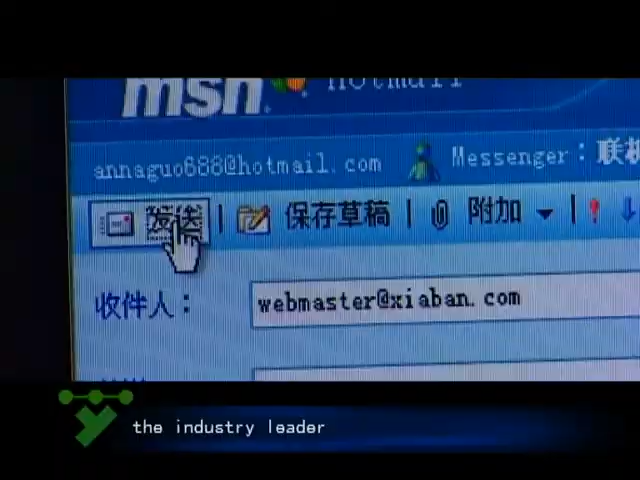 msn hotmail
annaguo688@hotmail.com Messenger：联机
发送 | 保存草稿 | 附加 |
收件人： webmaster@xiaban.com
the industry leader